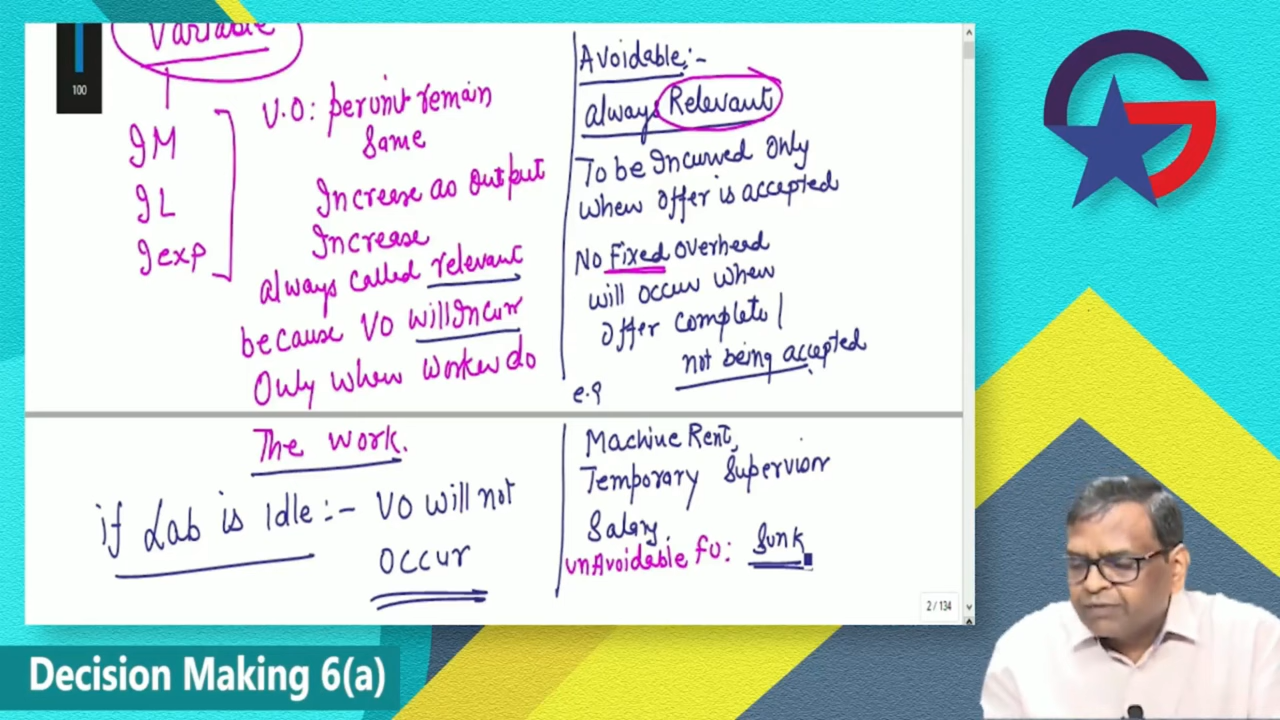 Variable
100
IM
IL
Iexp
V.O: per unit remain
Same
Increase as output
Increase
always called relevant
because VO will Incur
Only when Worker do
The work.
if Lab is Idle :- VO will not
occur
Avoidable:-
always Relevant
To be Incurred Only
When offer is accepted
No Fixed overhead
will occur when
offer complete /
not being accepted
e.g
Machine Rent,
Temporary Supervisor
Salary.
unAvoidable fo: Sunk
2 / 134
G
Decision Making 6(a)